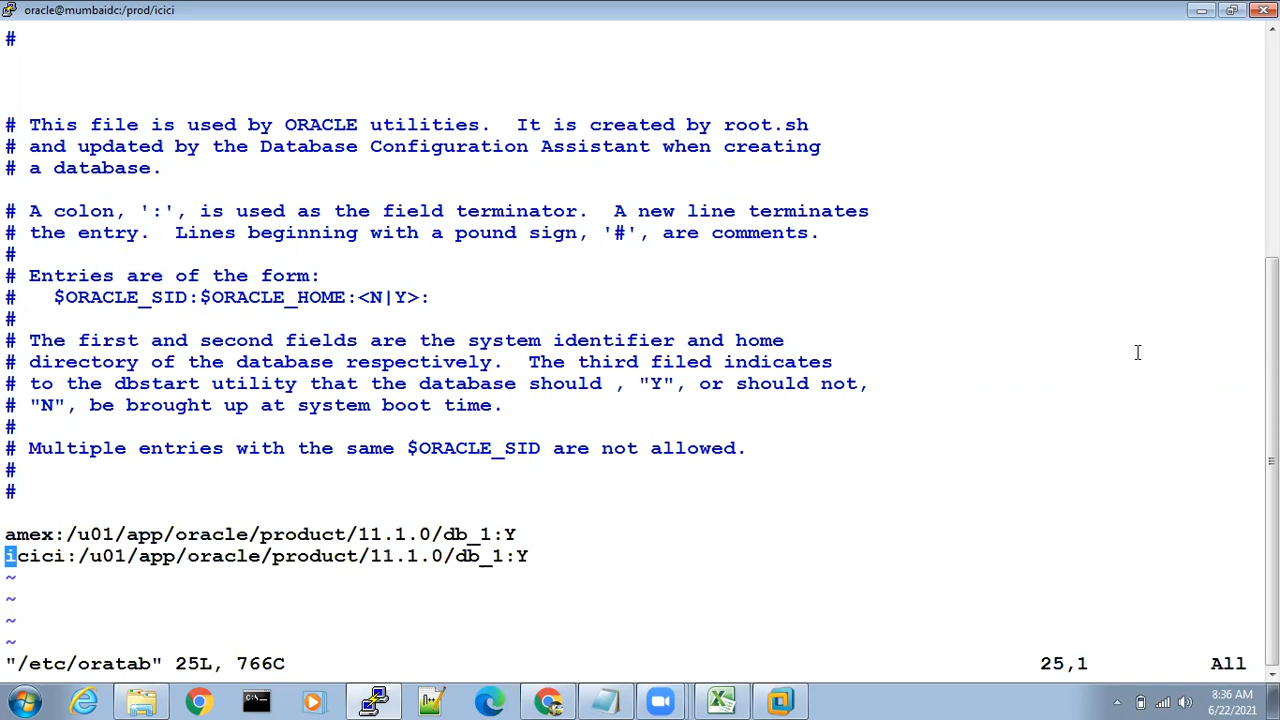 oracle@mumbaidc:/prod/icici
#
# This file is used by ORACLE utilities.  It is created by root.sh
# and updated by the Database Configuration Assistant when creating
# a database.
# A colon, ':', is used as the field terminator.  A new line terminates
# the entry.  Lines beginning with a pound sign, '#', are comments.
#
# Entries are of the form:
#   $ORACLE_SID:$ORACLE_HOME:<N|Y>:
#
# The first and second fields are the system identifier and home
# directory of the database respectively.  The third filed indicates
# to the dbstart utility that the database should , "Y", or should not,
# "N", be brought up at system boot time.
#
# Multiple entries with the same $ORACLE_SID are not allowed.
#
#
amex:/u01/app/oracle/product/11.1.0/db_1:Y
icici:/u01/app/oracle/product/11.1.0/db_1:Y
~
~
~
~
"/etc/oratab" 25L, 766C 25,1 All
8:36 AM
6/22/2021